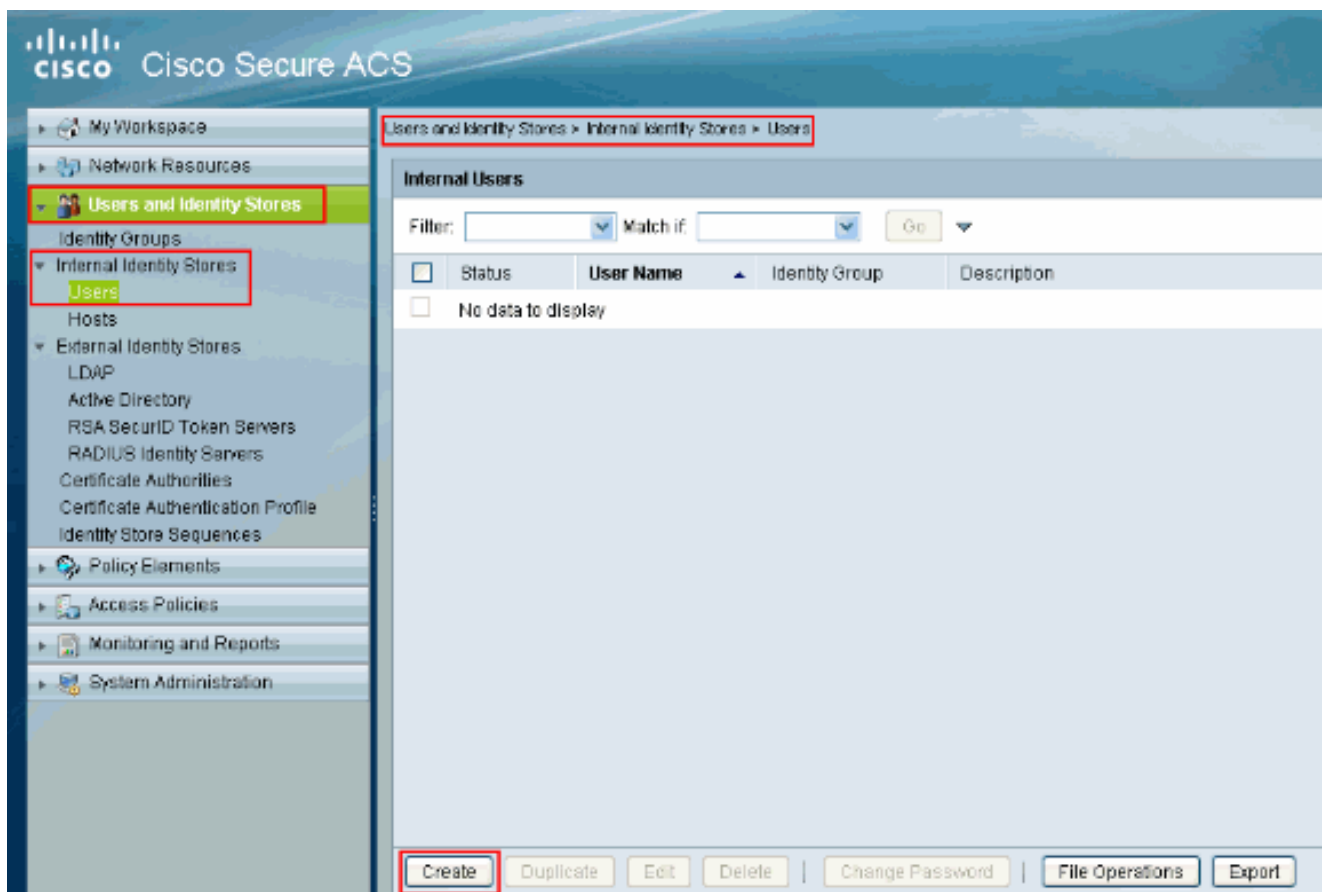 CISCO Cisco Secure ACS
My Workspace
Network Resources
Users and Identity Stores
Identity Groups
Internal Identity Stores
Users
Hosts
External Identity Stores
LDAP
Active Directory
RSA SecurID Token Servers
RADIUS Identity Servers
Certificate Authorities
Certificate Authentication Profile
Identity Store Sequences
Policy Elements
Access Policies
Monitoring and Reports
System Administration
Users and Identity Stores > Internal Identity Stores > Users
Internal Users
Filter: Match if: Go
Status User Name Identity Group Description
No data to display
Create Duplicate Edit Delete | Change Password | File Operations Export